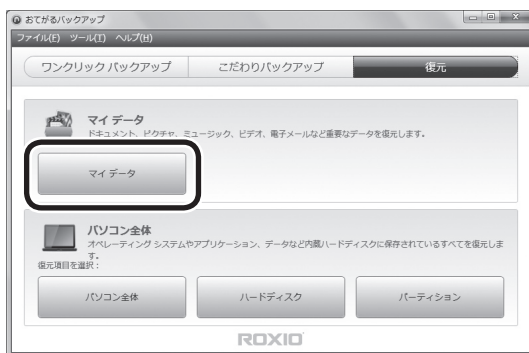 おてがるバックアップ
ファイル(F) ツール(T) ヘルプ(H)
ワンクリック バックアップ こだわりバックアップ 復元
マイ データ
ドキュメント、ピクチャ、ミュージック、ビデオ、電子メールなど重要なデータを復元します。
マイ データ
パソコン全体
オペレーティング システムやアプリケーション、データなど内蔵ハードディスクに保存されているすべてを復元しま
す。
復元項目を選択：
パソコン全体 ハードディスク パーティション
ROXIO